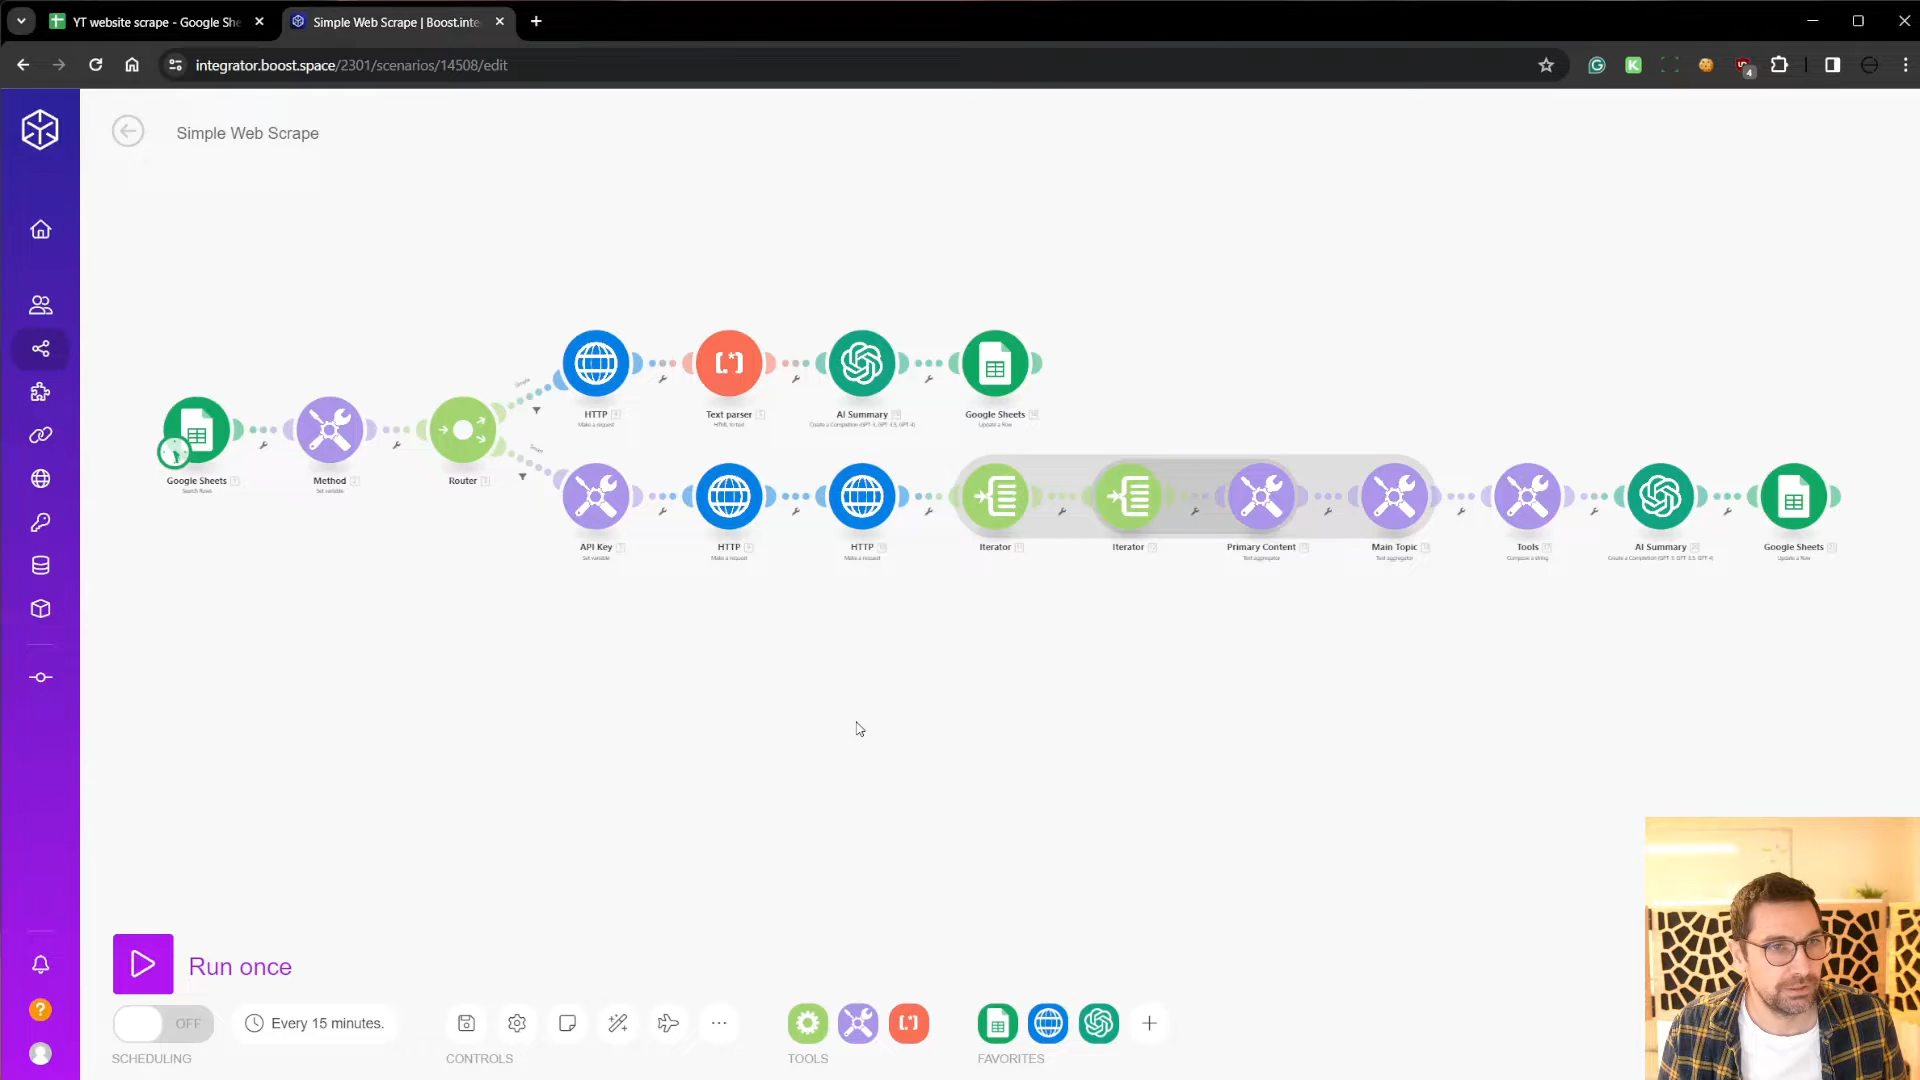 YT website scrape - Google She
Simple Web Scrape | Boost.inte
integrator.boost.space/2301/scenarios/14508/edit
4
Simple Web Scrape
Simple
HTTP
Make a request
Text parser
HTML to text
AI Summary
Create a Completion (GPT-3, GPT-3.5, GPT-4)
Google Sheets
Update a Row
Google Sheets
Search Rows
Method
Set variable
Router
Smart
API Key
Set variable
HTTP
Make a request
HTTP
Make a request
Iterator
Iterator
Primary Content
Text aggregator
Main Topic
Text aggregator
Tools
Compose a string
AI Summary
Create a Completion (GPT-3, GPT-3.5, GPT-4)
Google Sheets
Update a Row
Run once
OFF
Every 15 minutes.
SCHEDULING
CONTROLS
TOOLS
FAVORITES